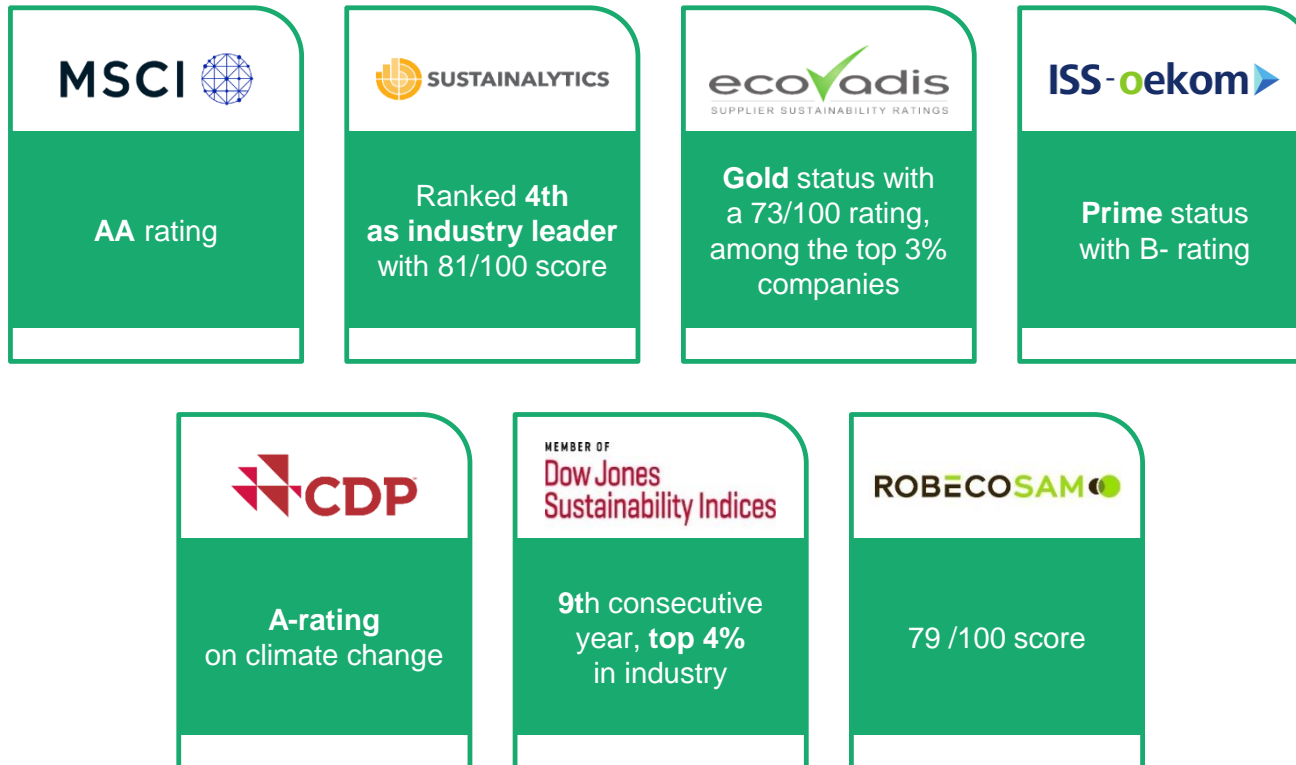 MSCI
AA rating
SUSTAINALYTICS
Ranked 4th
as industry leader
with 81/100 score
ecovadis
SUPPLIER SUSTAINABILITY RATINGS
Gold status with
a 73/100 rating,
among the top 3%
companies
ISS-oekom
Prime status
with B- rating
CDP
A-rating
on climate change
MEMBER OF
Dow Jones
Sustainability Indices
9th consecutive
year, top 4%
in industry
ROBECOSAM
79 /100 score